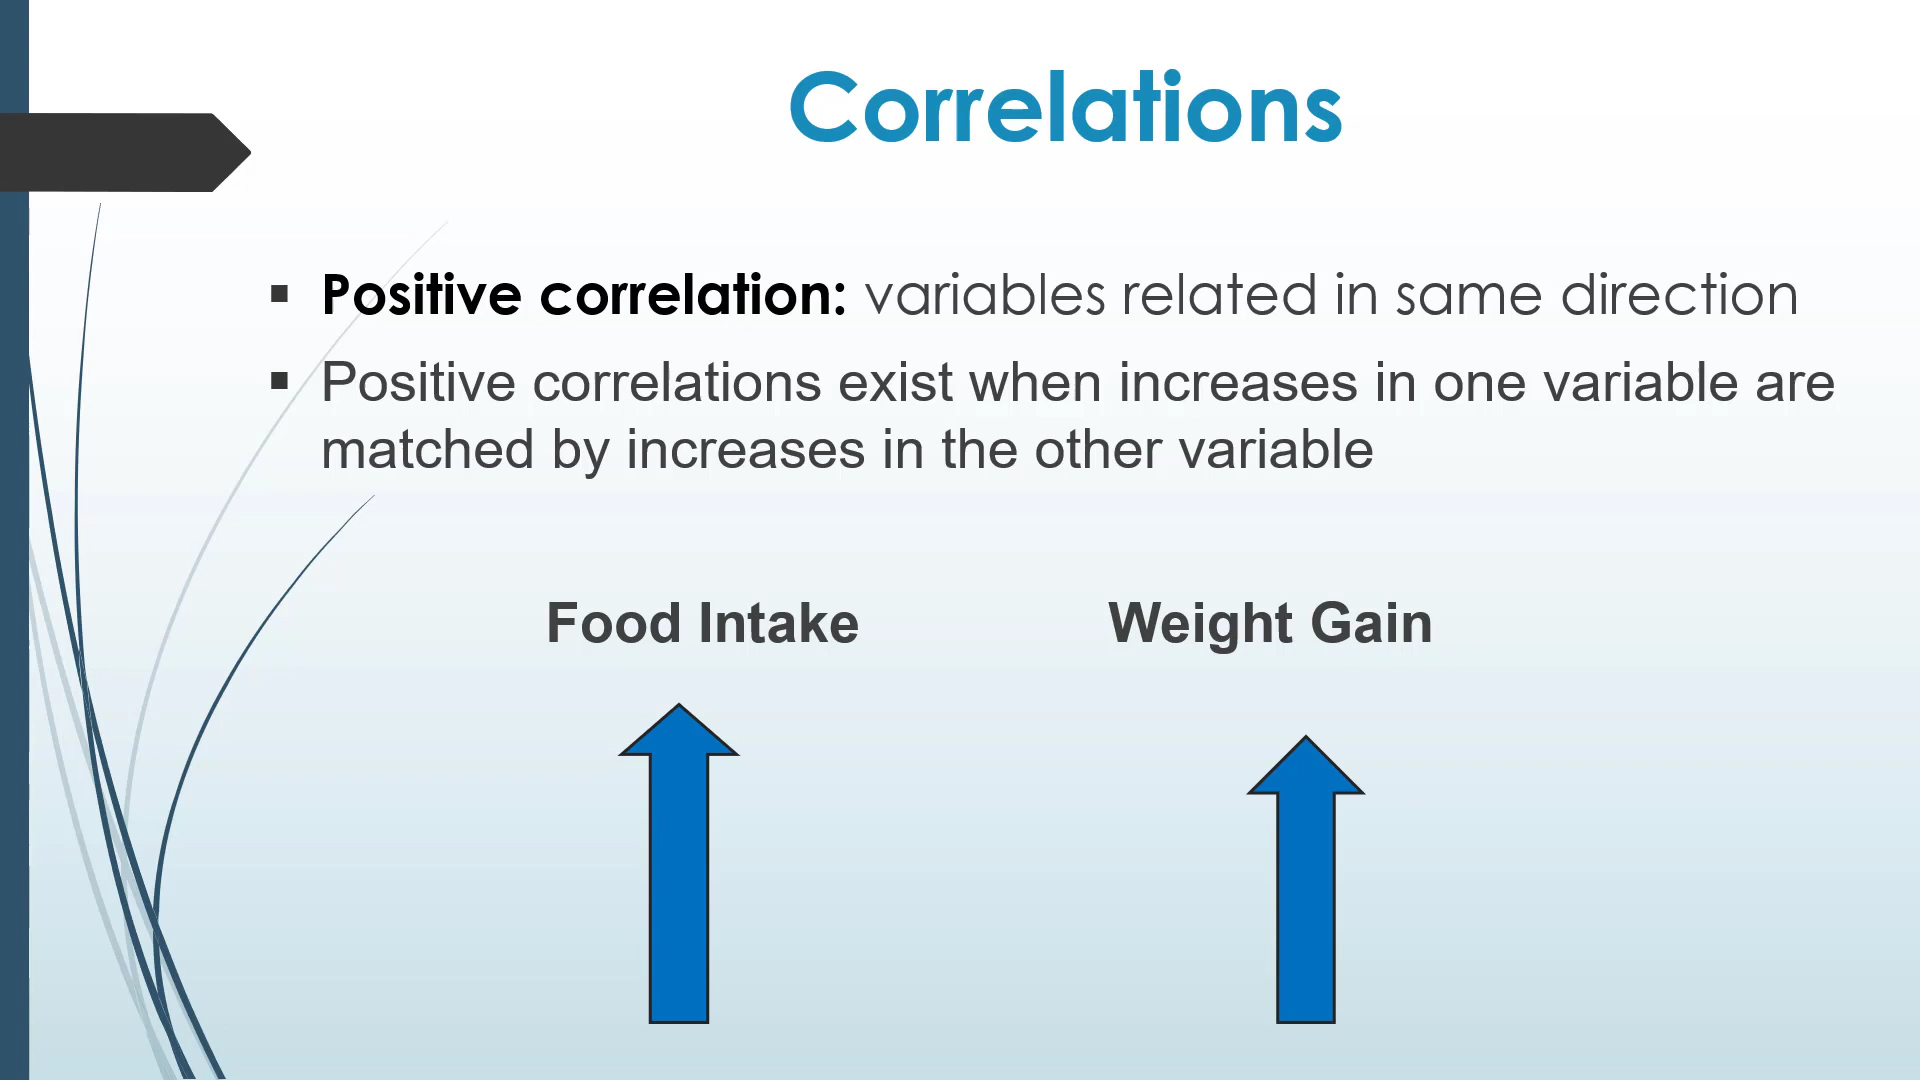 Correlations
Positive correlation: variables related in same direction
Positive correlations exist when increases in one variable are
matched by increases in the other variable
Food Intake Weight Gain